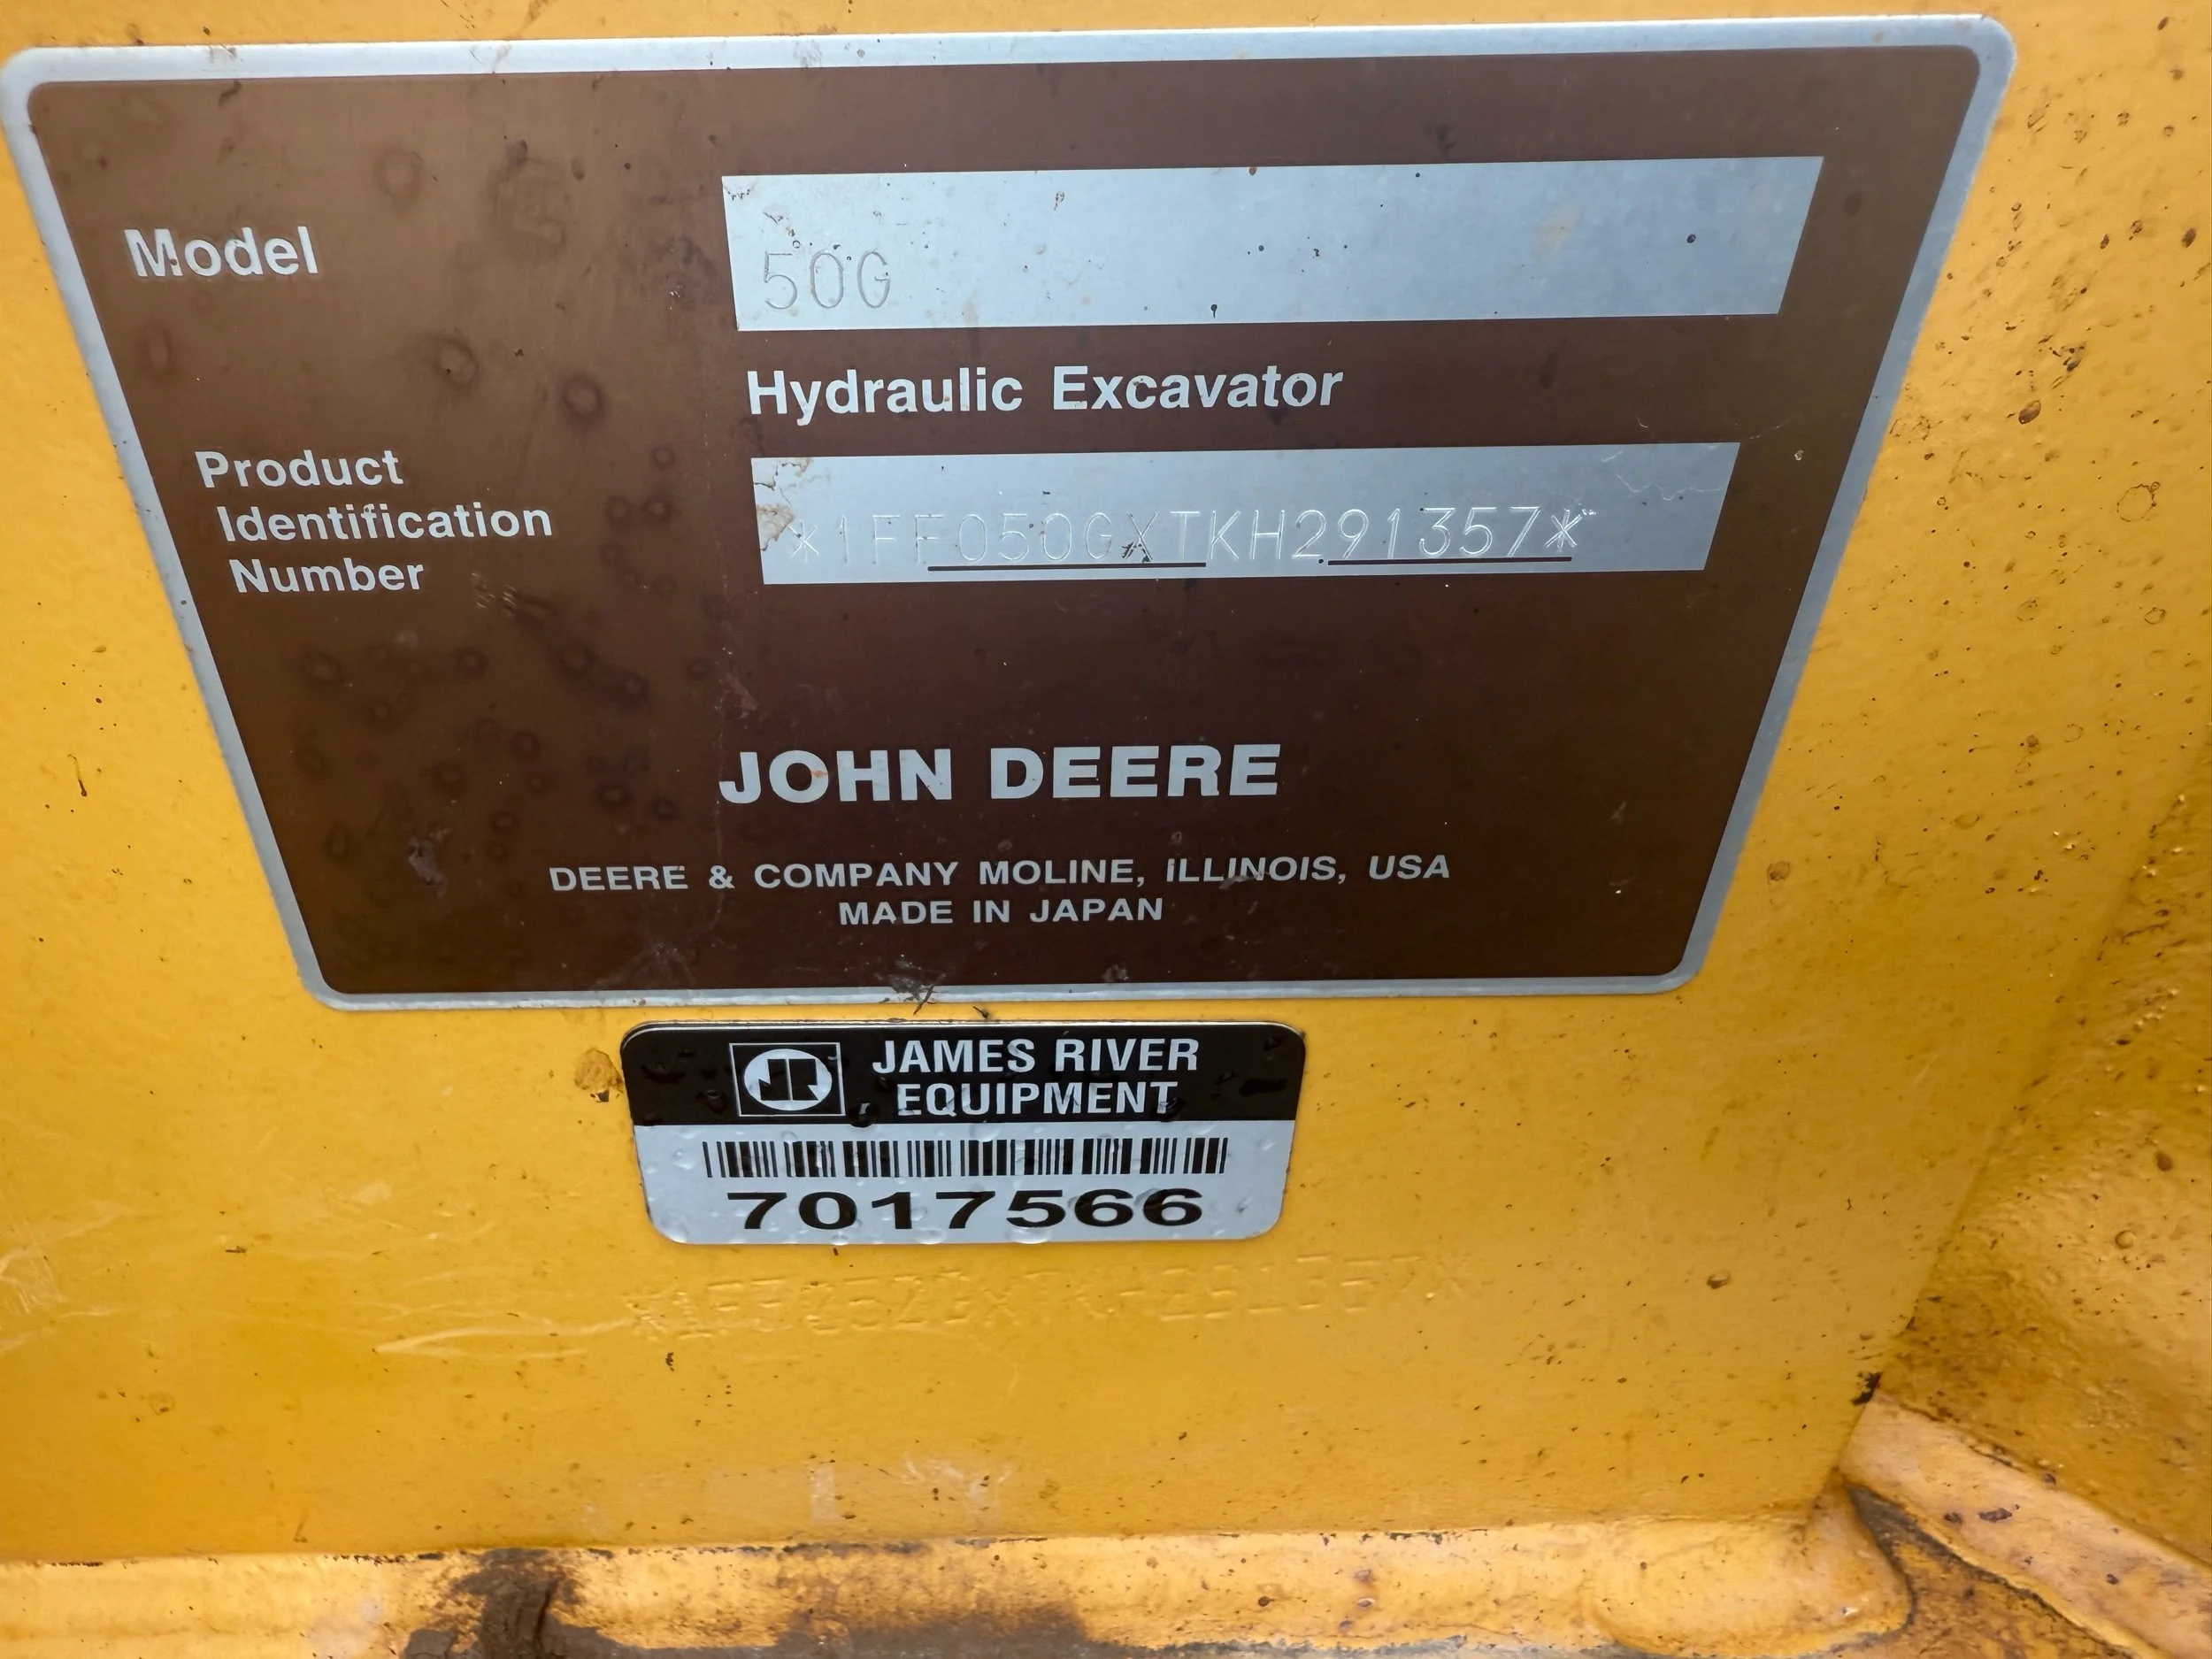 Model
50G
Hydraulic Excavator
Product
Identification
Number
*1FF050GXTKH291357*
JOHN DEERE
DEERE & COMPANY MOLINE, ILLINOIS, USA
MADE IN JAPAN
JR
JAMES RIVER
EQUIPMENT
7017566
*1FF050GXTKH291357*